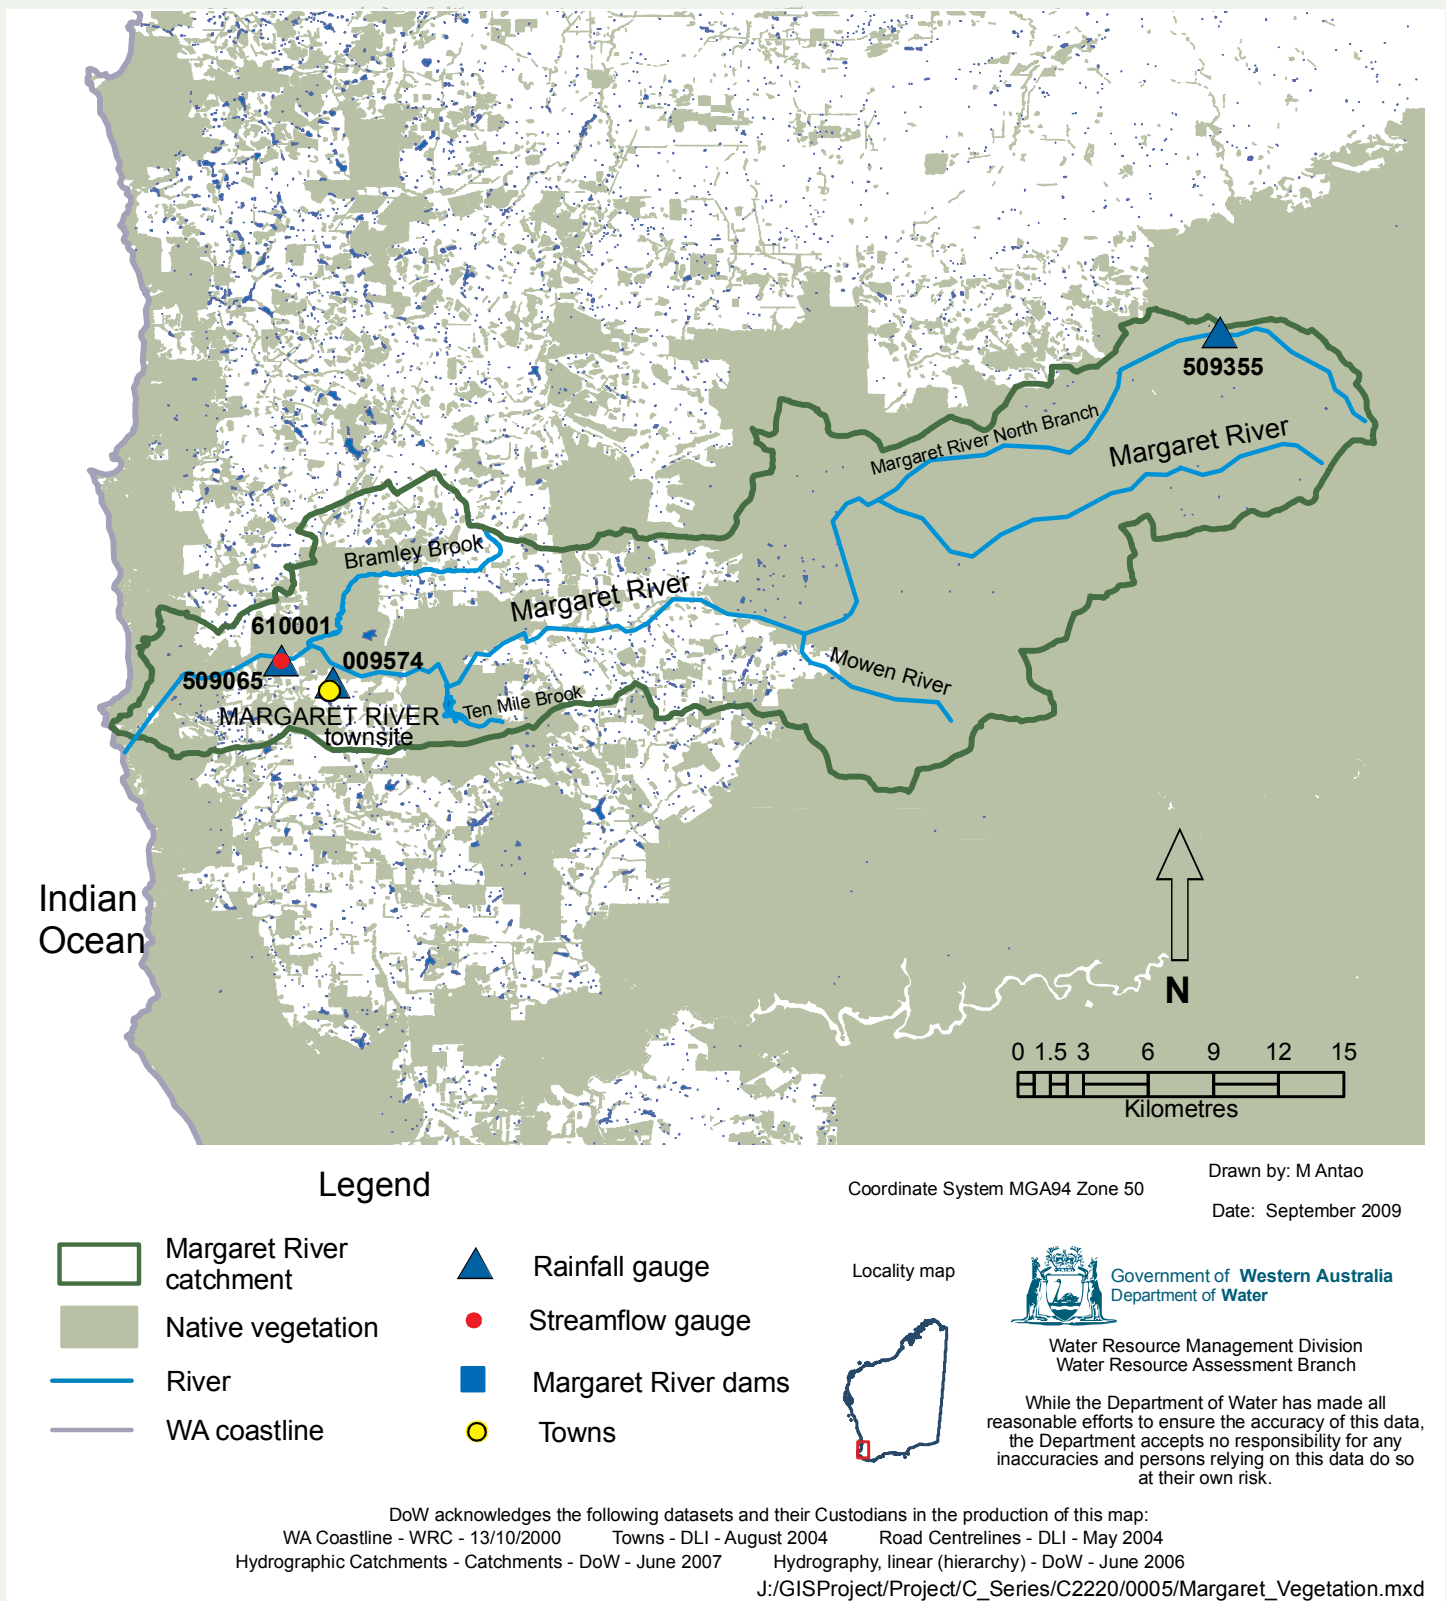 509355
Margaret River North Branch
Margaret River
Bramley Brook
Margaret River
610001
009574
509065
Mowen River
Ten Mile Brook
MARGARET RIVER
townsite
Indian
Ocean
N
0 1.5 3 6 9 12 15
Kilometres
Legend
Margaret River
catchment
Native vegetation
River
WA coastline
Rainfall gauge
Streamflow gauge
Margaret River dams
Towns
Coordinate System MGA94 Zone 50
Drawn by: M Antao
Date: September 2009
Locality map
Government of Western Australia
Department of Water
Water Resource Management Division
Water Resource Assessment Branch
While the Department of Water has made all
reasonable efforts to ensure the accuracy of this data,
the Department accepts no responsibility for any
inaccuracies and persons relying on this data do so
at their own risk.
DoW acknowledges the following datasets and their Custodians in the production of this map:
WA Coastline - WRC - 13/10/2000 Towns - DLI - August 2004 Road Centrelines - DLI - May 2004
Hydrographic Catchments - Catchments - DoW - June 2007 Hydrography, linear (hierarchy) - DoW - June 2006
J:/GISProject/Project/C_Series/C2220/0005/Margaret_Vegetation.mxd